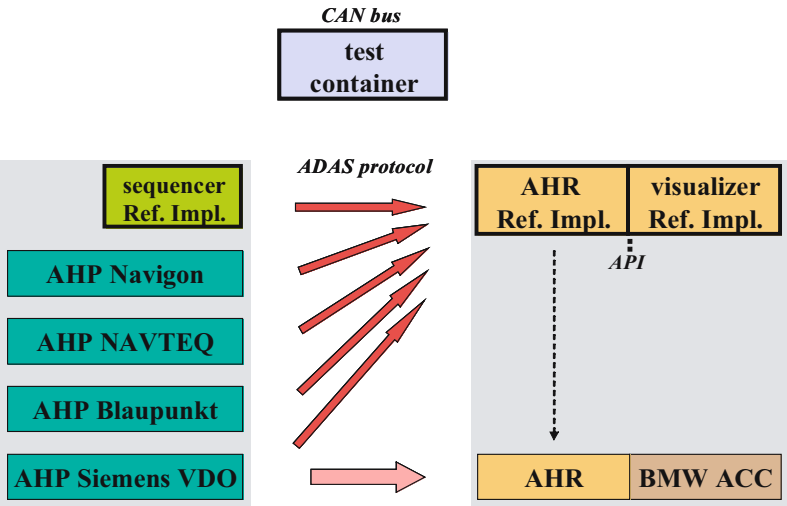 CAN bus
test
container
ADAS protocol
sequencer
Ref. Impl.
AHP Navigon
AHP NAVTEQ
AHP Blaupunkt
AHP Siemens VDO
AHR
Ref. Impl.
visualizer
Ref. Impl.
API
AHR
BMW ACC